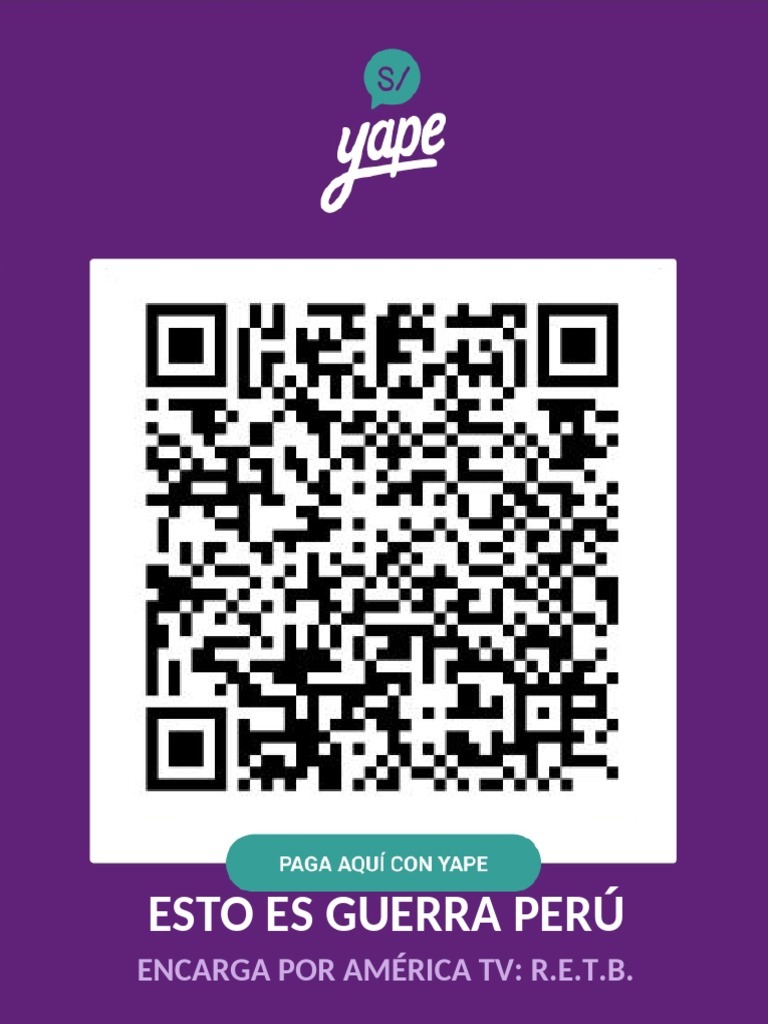 S/
yape
PAGA AQUÍ CON YAPE
ESTO ES GUERRA PERÚ
ENCARGA POR AMÉRICA TV: R.E.T.B.